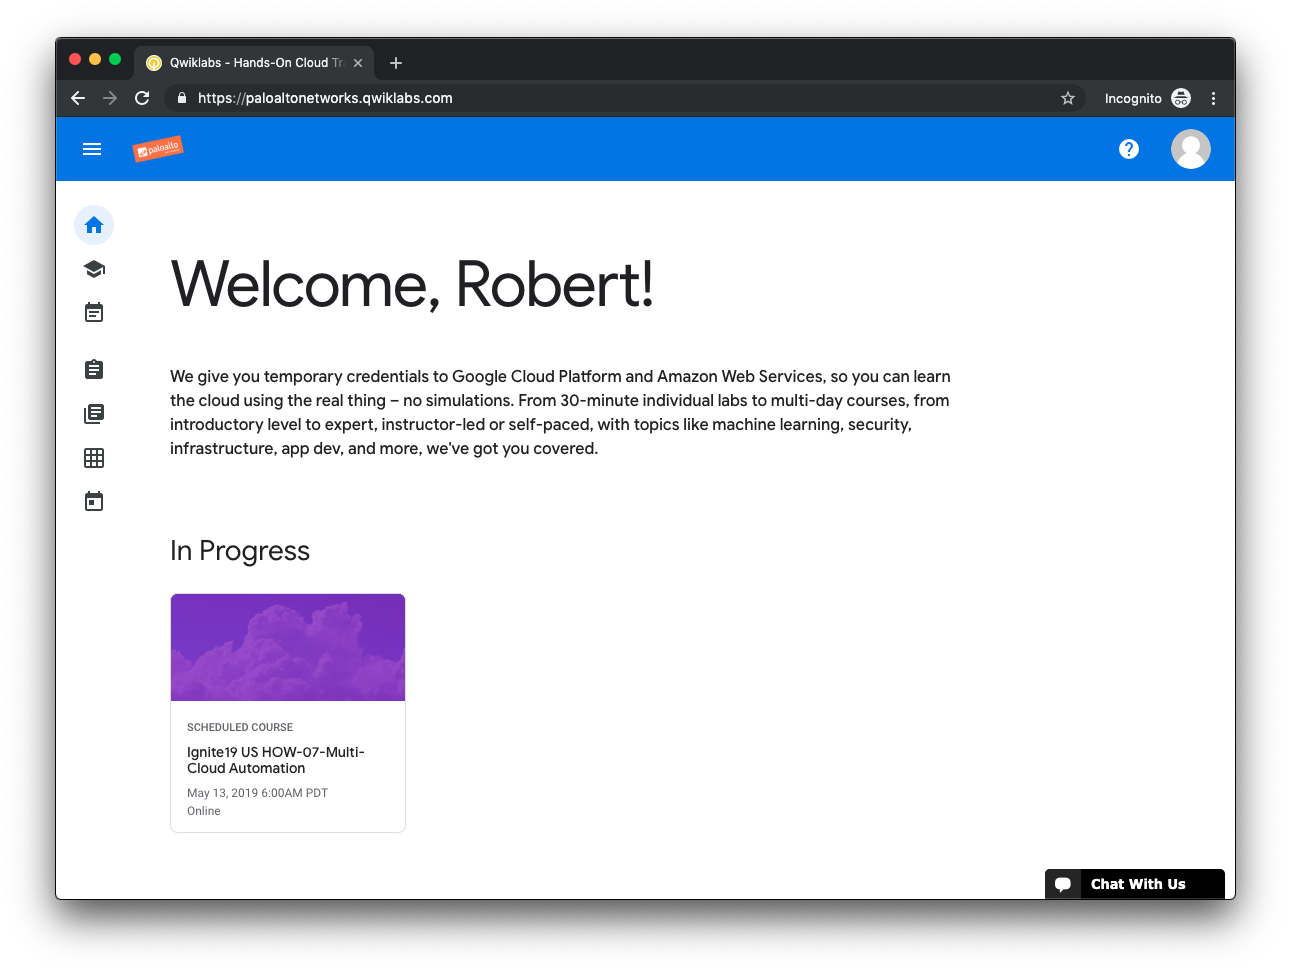 Qwiklabs - Hands-On Cloud Tr
https://paloaltonetworks.qwiklabs.com
Incognito
paloalto
?
Welcome, Robert!
We give you temporary credentials to Google Cloud Platform and Amazon Web Services, so you can learn
the cloud using the real thing – no simulations. From 30-minute individual labs to multi-day courses, from
introductory level to expert, instructor-led or self-paced, with topics like machine learning, security,
infrastructure, app dev, and more, we've got you covered.
In Progress
SCHEDULED COURSE
Ignite19 US HOW-07-Multi-
Cloud Automation
May 13, 2019 6:00AM PDT
Online
Chat With Us